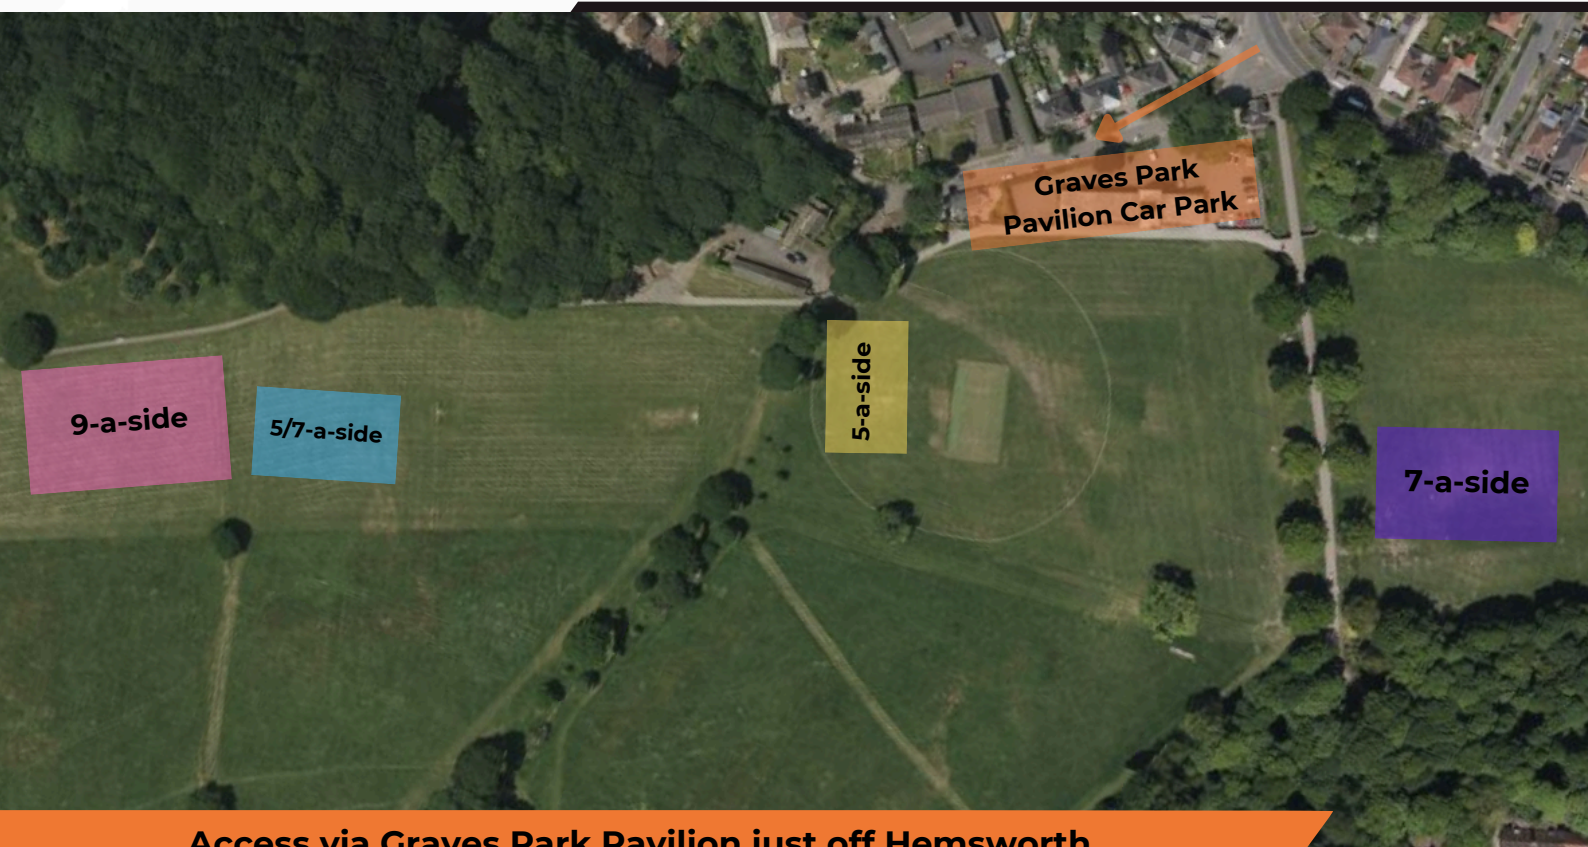 Graves Park
Pavilion Car Park
5-a-side
9-a-side
5/7-a-side
7-a-side
Access via Graves Park Pavilion just off Hemsworth